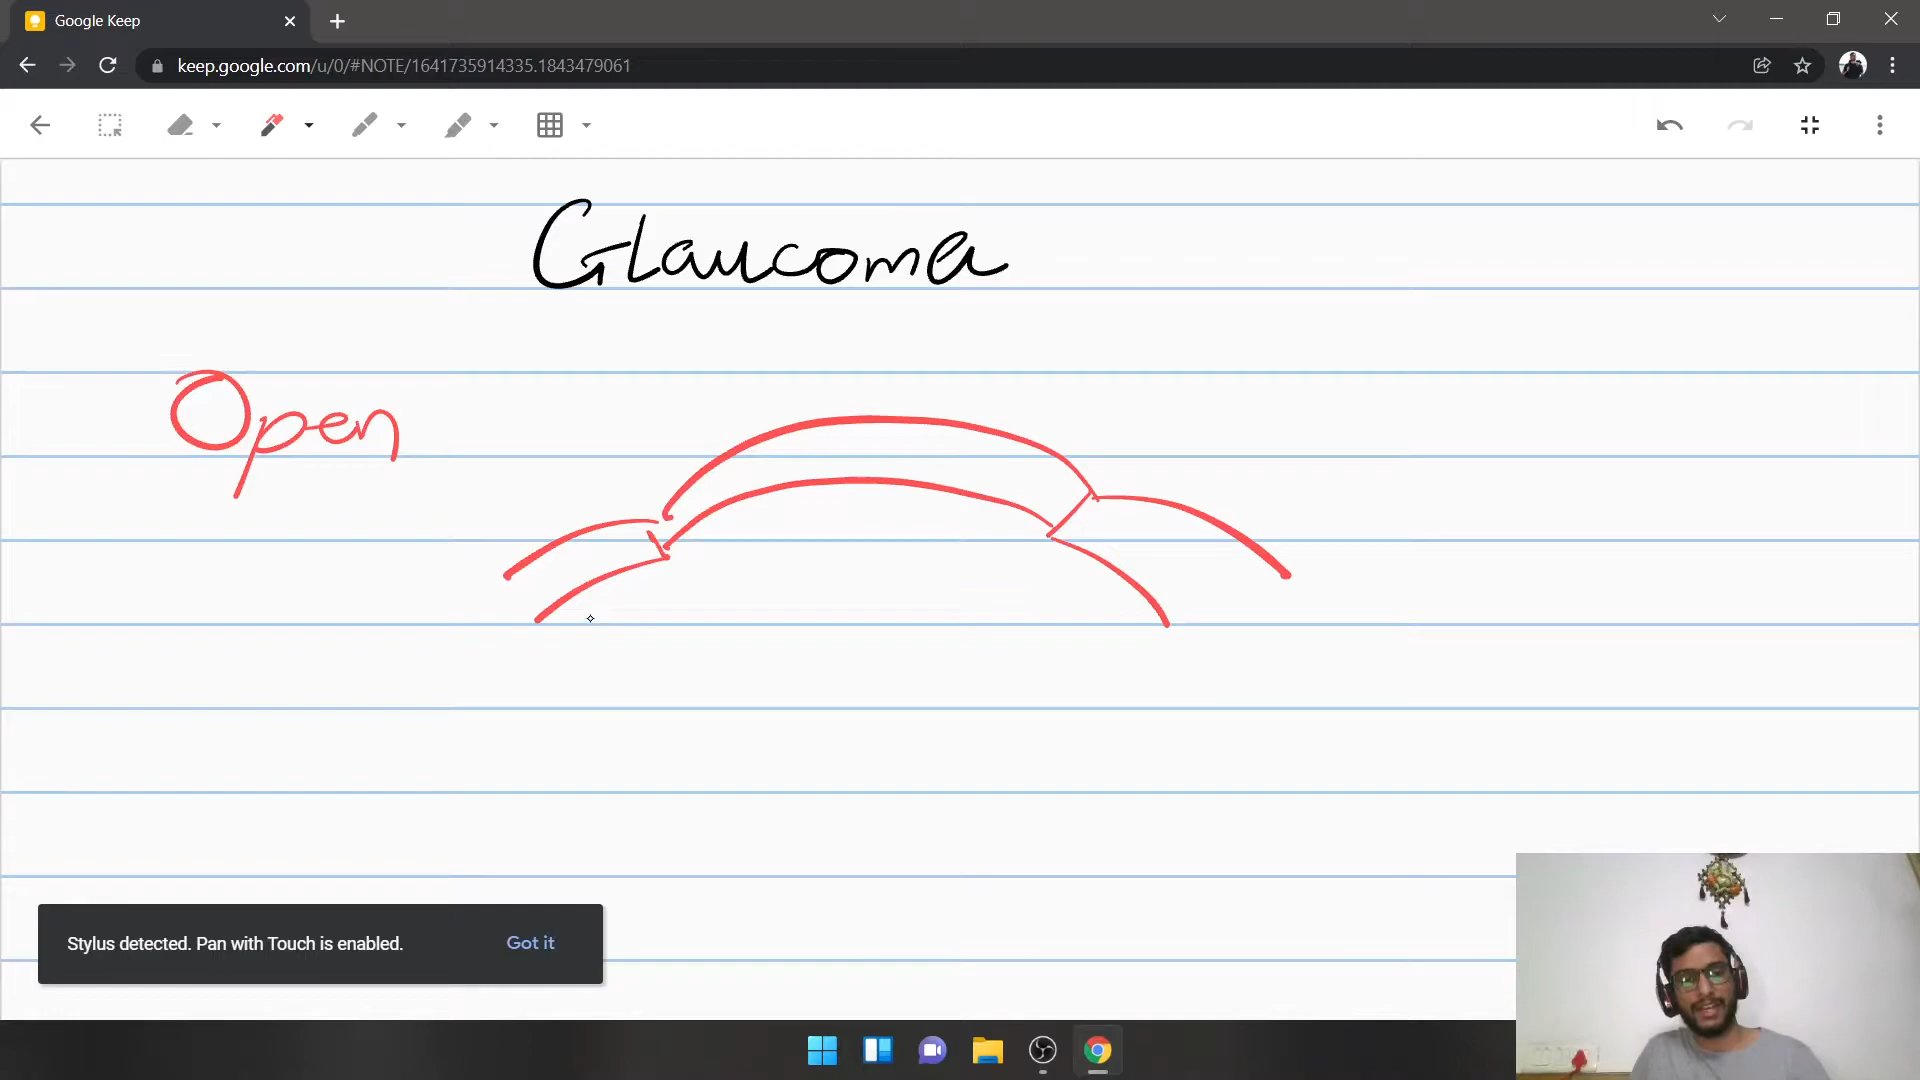 Google Keep
keep.google.com/u/0/#NOTE/1641735914335.1843479061
Glaucoma
Open
Stylus detected. Pan with Touch is enabled.
Got it